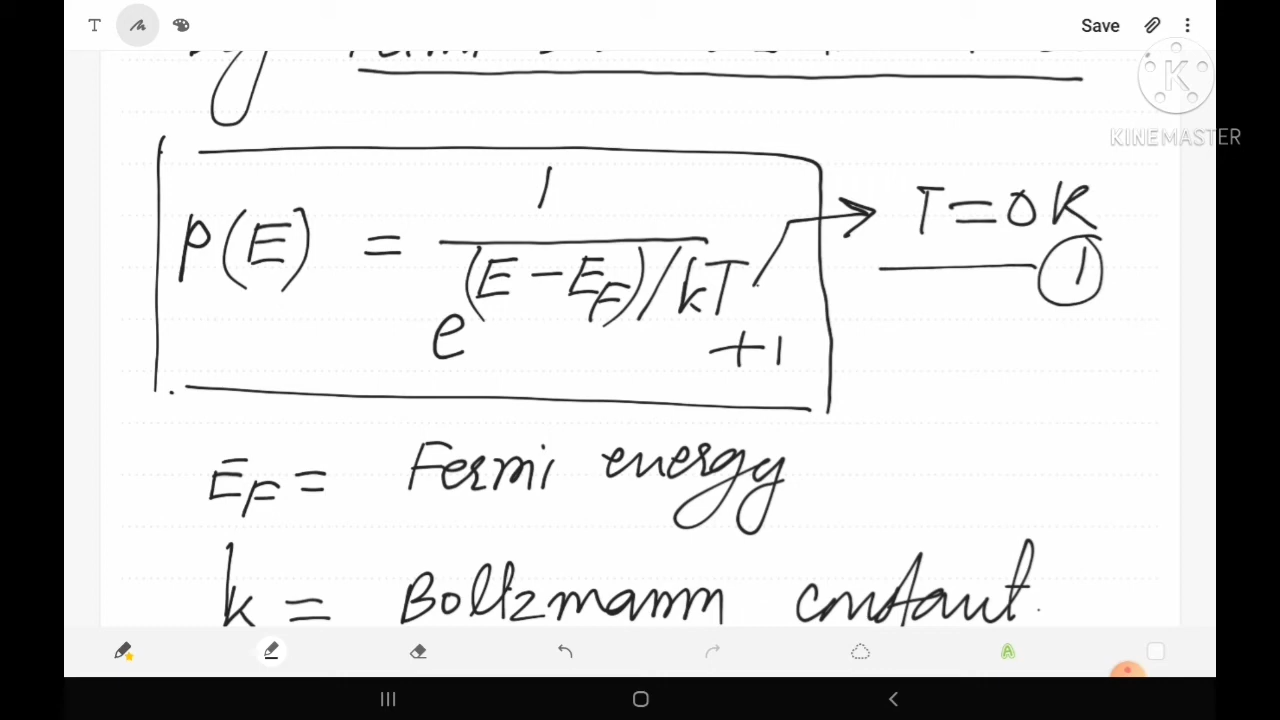 T Save
K
KINEMASTER
P(E) = 1 / e^(E-E_F)/kT +1 → T=0K
①
E_F = Fermi energy
k = Boltzmann constant.
A